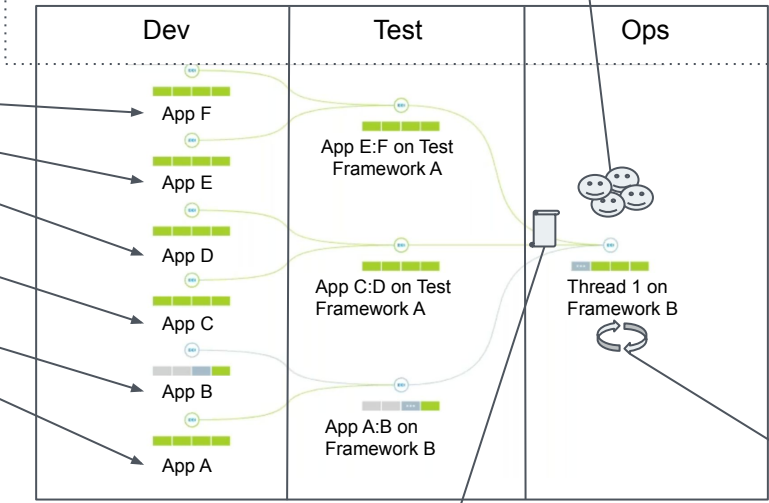 Dev
Test
Ops
App F
App E
App D
App C
App B
App A
App E:F on Test
Framework A
App C:D on Test
Framework A
App A:B on
Framework B
Thread 1 on
Framework B